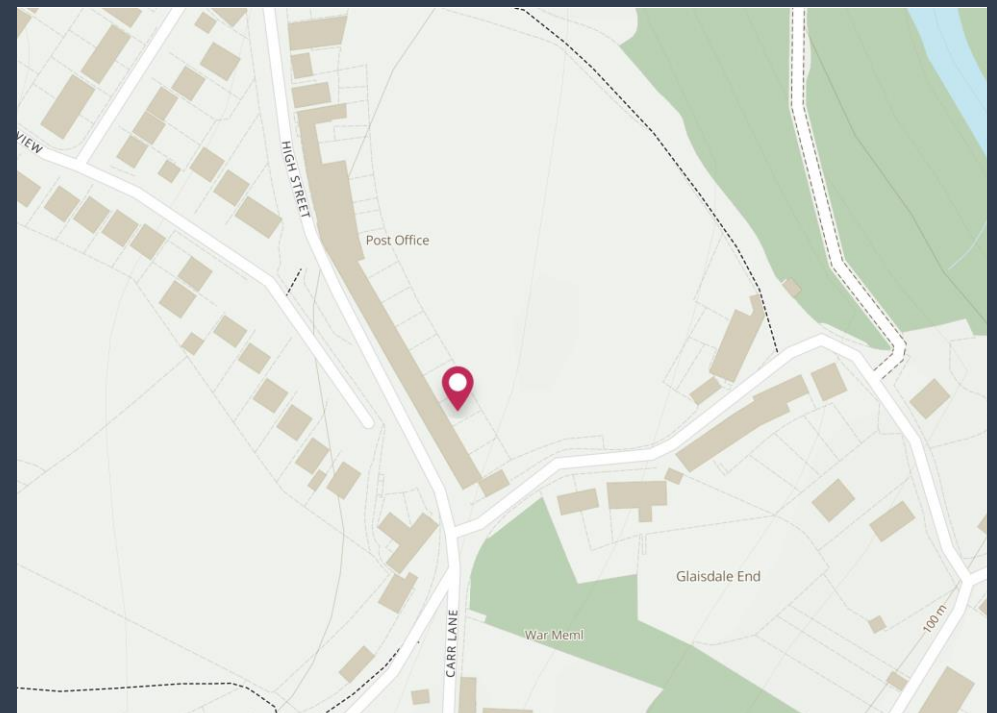 VIEW
HIGH STREET
Post Office
Glaisdale End
War Meml
CARR LANE
100 m